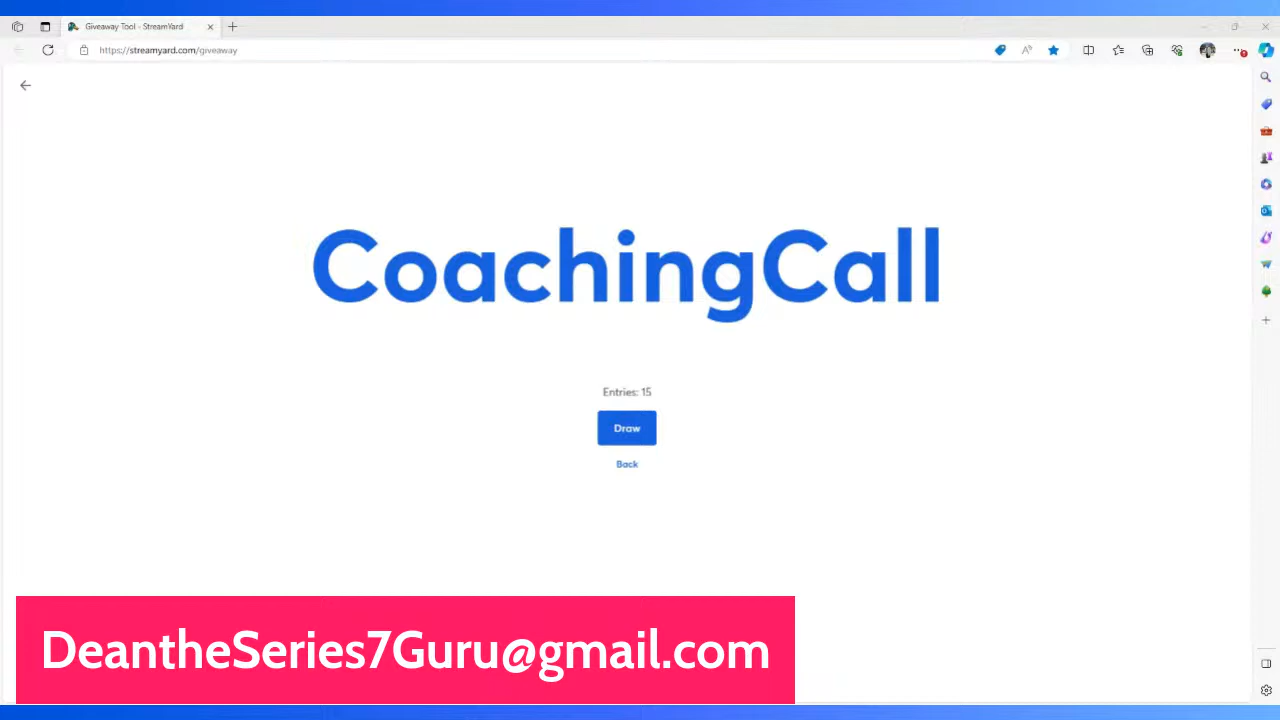 Giveaway Tool - StreamYard
https://streamyard.com/giveaway
CoachingCall
Entries: 15
Draw
Back
DeantheSeries7Guru@gmail.com